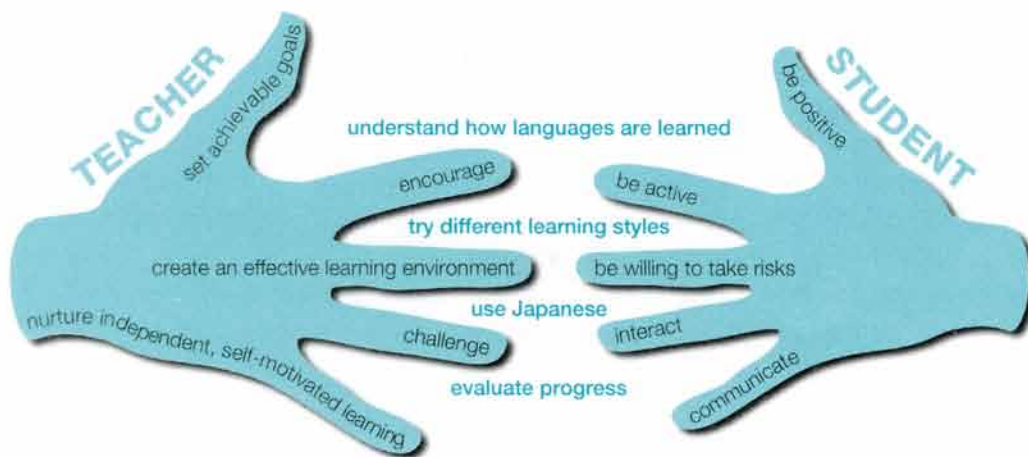 TEACHER
set achievable goals
encourage
create an effective learning environment
challenge
nurture independent, self-motivated learning
understand how languages are learned
try different learning styles
use Japanese
evaluate progress
STUDENT
be positive
be active
be willing to take risks
interact
communicate